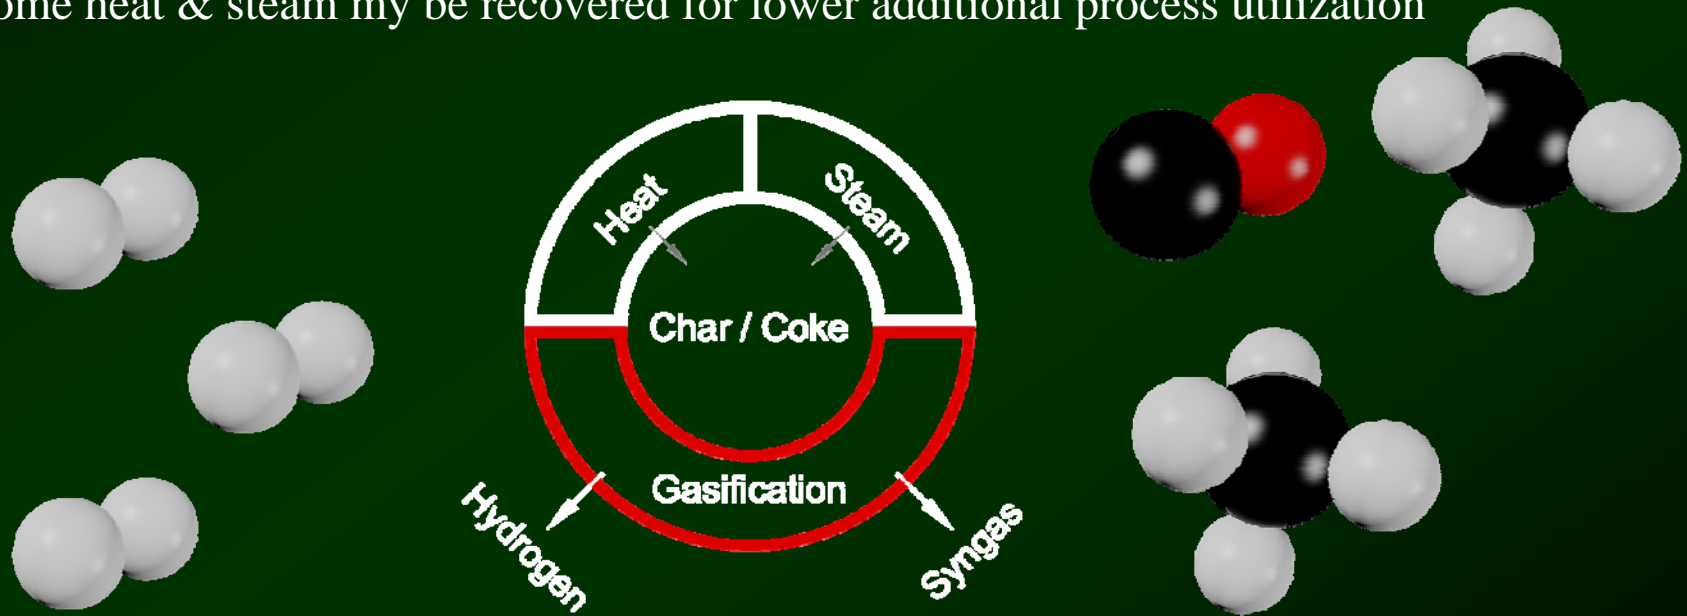 ome heat & steam my be recovered for lower additional process utilization
Heat
Steam
Char / Coke
Gasification
Hydrogen
Syngas